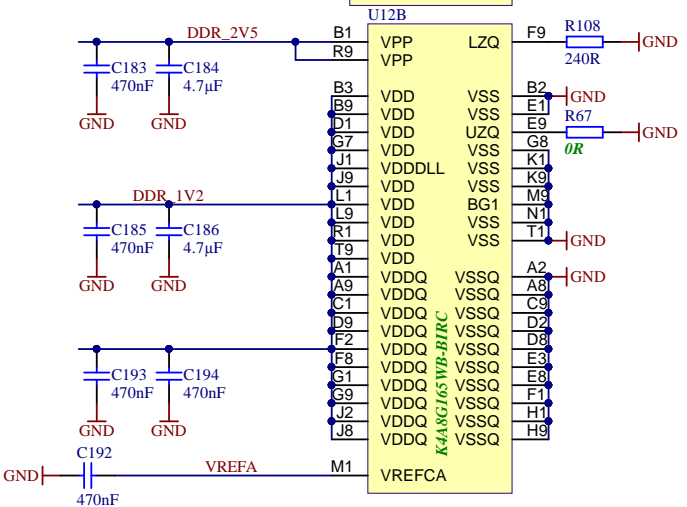 U12B
DDR_2V5
B1 VPP LZQ F9 R108 GND
R9 VPP 240R
C183 470nF C184 4.7µF
GND GND
B3 VDD VSS B2 GND
B9 VDD VSS E1
D1 VDD UZQ E9 R67 0R GND
G7 VDD VSS G8
J1 VDDDLL VSS K1
J9 VDD VSS K9
DDR_1V2
L1 VDD BG1 M9
L9 VDD VSS N1
R1 VDD VSS T1 GND
T9 VDD
C185 470nF C186 4.7µF
GND GND
A1 VDDQ VSSQ A2 GND
A9 VDDQ VSSQ A8
C1 VDDQ VSSQ C9
D9 VDDQ VSSQ D2
F2 VDDQ VSSQ D8
F8 VDDQ VSSQ E3
G1 VDDQ VSSQ E8
G9 VDDQ VSSQ F1
J2 VDDQ VSSQ H1
J8 VDDQ VSSQ H9
C193 470nF C194 470nF
GND GND
K4A8G165WB-BIRC
C192
GND VREFA M1 VREFCA
470nF